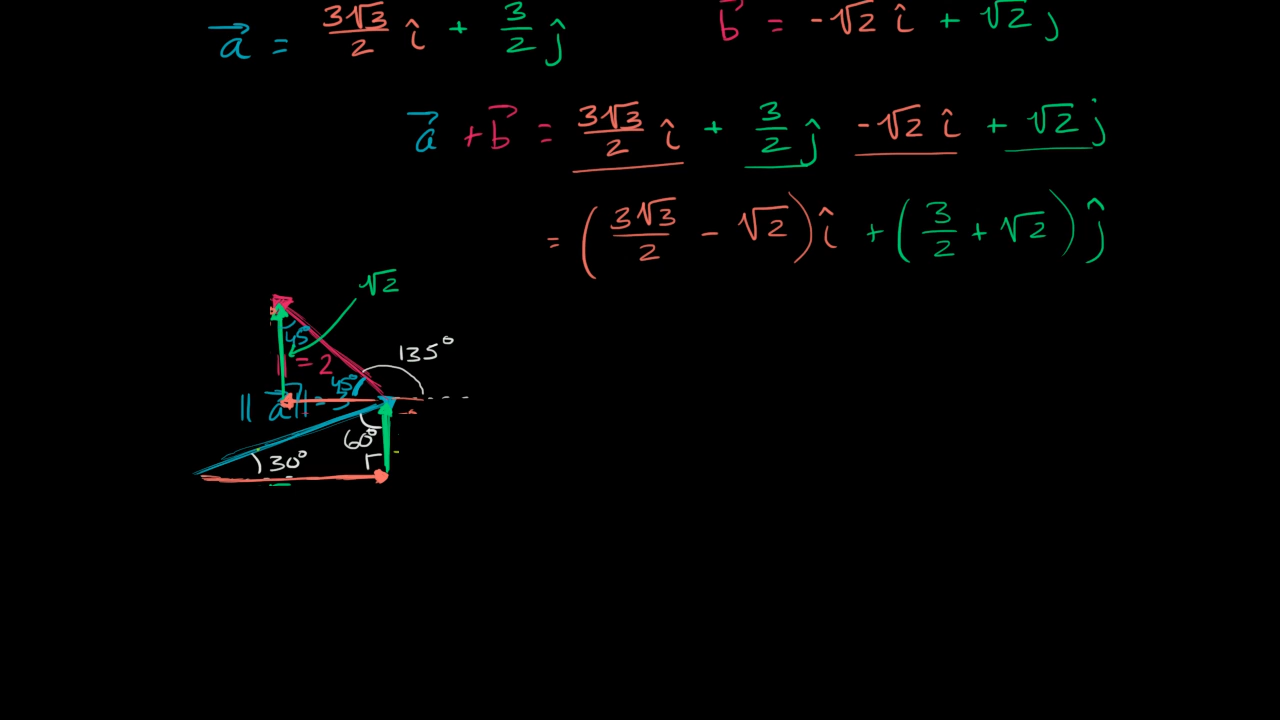 a⃗ = 3√3/2 î + 3/2 ĵ
b⃗ = -√2 î + √2 j
a⃗ + b⃗ = 3√3/2 î + 3/2 ĵ -√2 î + √2 j
= (3√3/2 - √2) î + (3/2 + √2) ĵ
√2
45°
135°
|| = 2
45°
||a⃗|| = 3
60°
30°